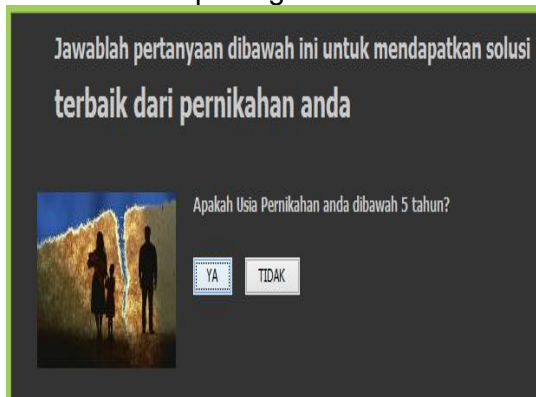 Jawablah pertanyaan dibawah ini untuk mendapatkan solusi
terbaik dari pernikahan anda
Apakah Usia Pernikahan anda dibawah 5 tahun?
YA TIDAK